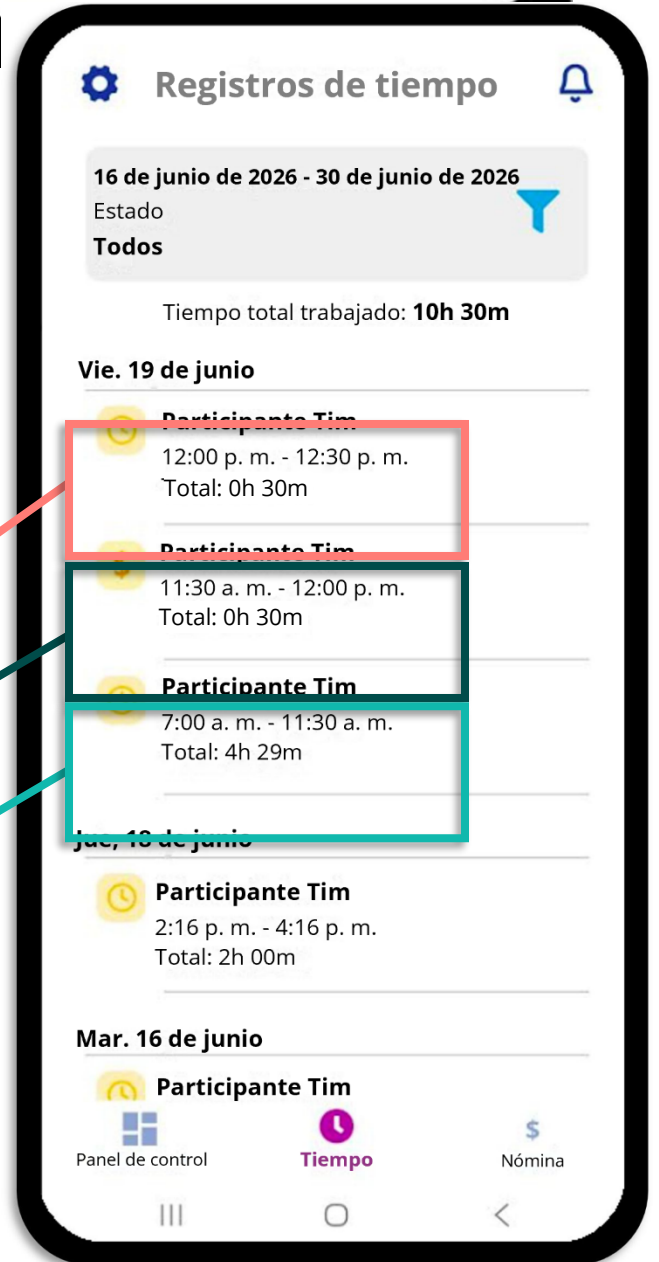 Registros de tiempo
16 de junio de 2026 - 30 de junio de 2026
Estado
Todos
Tiempo total trabajado: 10h 30m
Vie. 19 de junio
Participante Tim
12:00 p. m. - 12:30 p. m.
Total: 0h 30m
Participante Tim
11:30 a. m. - 12:00 p. m.
Total: 0h 30m
Participante Tim
7:00 a. m. - 11:30 a. m.
Total: 4h 29m
Jue, 18 de junio
Participante Tim
2:16 p. m. - 4:16 p. m.
Total: 2h 00m
Mar. 16 de junio
Participante Tim
Panel de control
Tiempo
$
Nómina